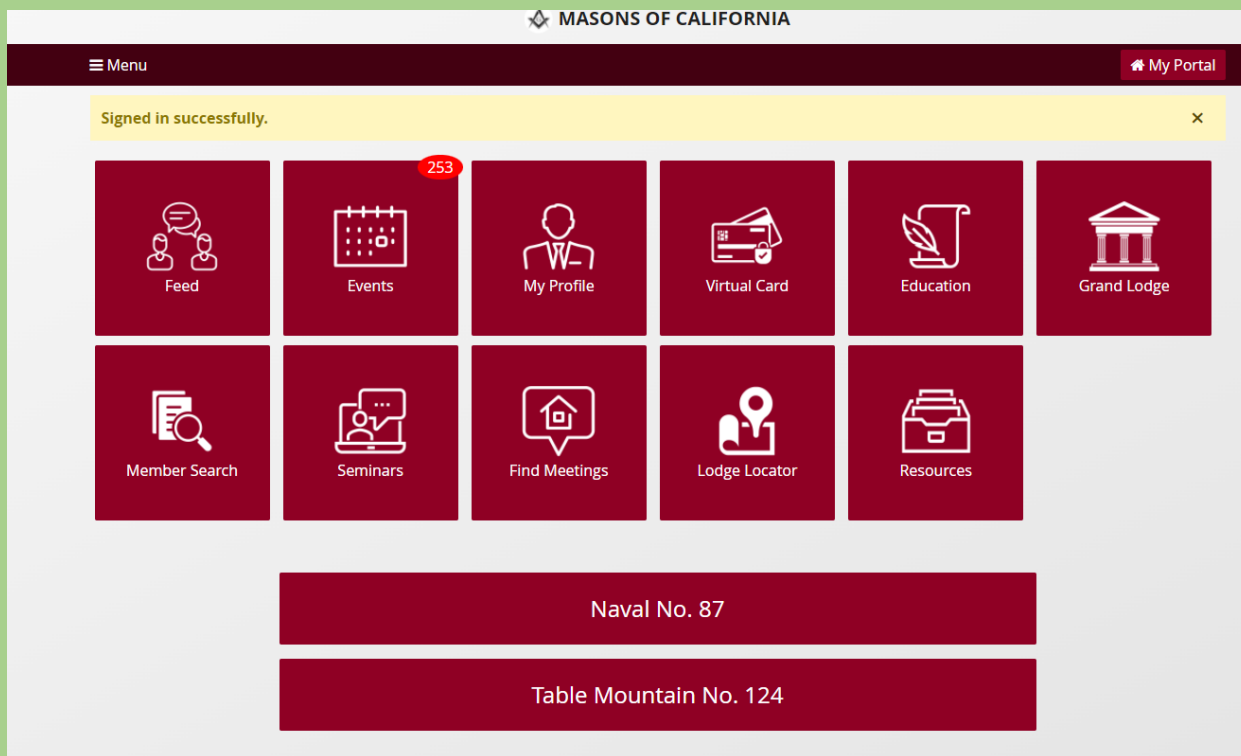 MASONS OF CALIFORNIA
Menu
My Portal
Signed in successfully.
×
253
Feed
Events
My Profile
Virtual Card
Education
Grand Lodge
Member Search
Seminars
Find Meetings
Lodge Locator
Resources
Naval No. 87
Table Mountain No. 124